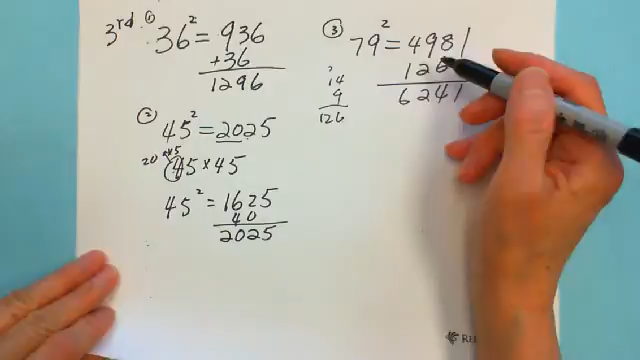 3rd ① 36² = 936
+36
1296
② 45² = 2025
20 4×5
45 × 45
45² = 1625
40
2025
③ 79² = 4981
14
9
126
126
6241